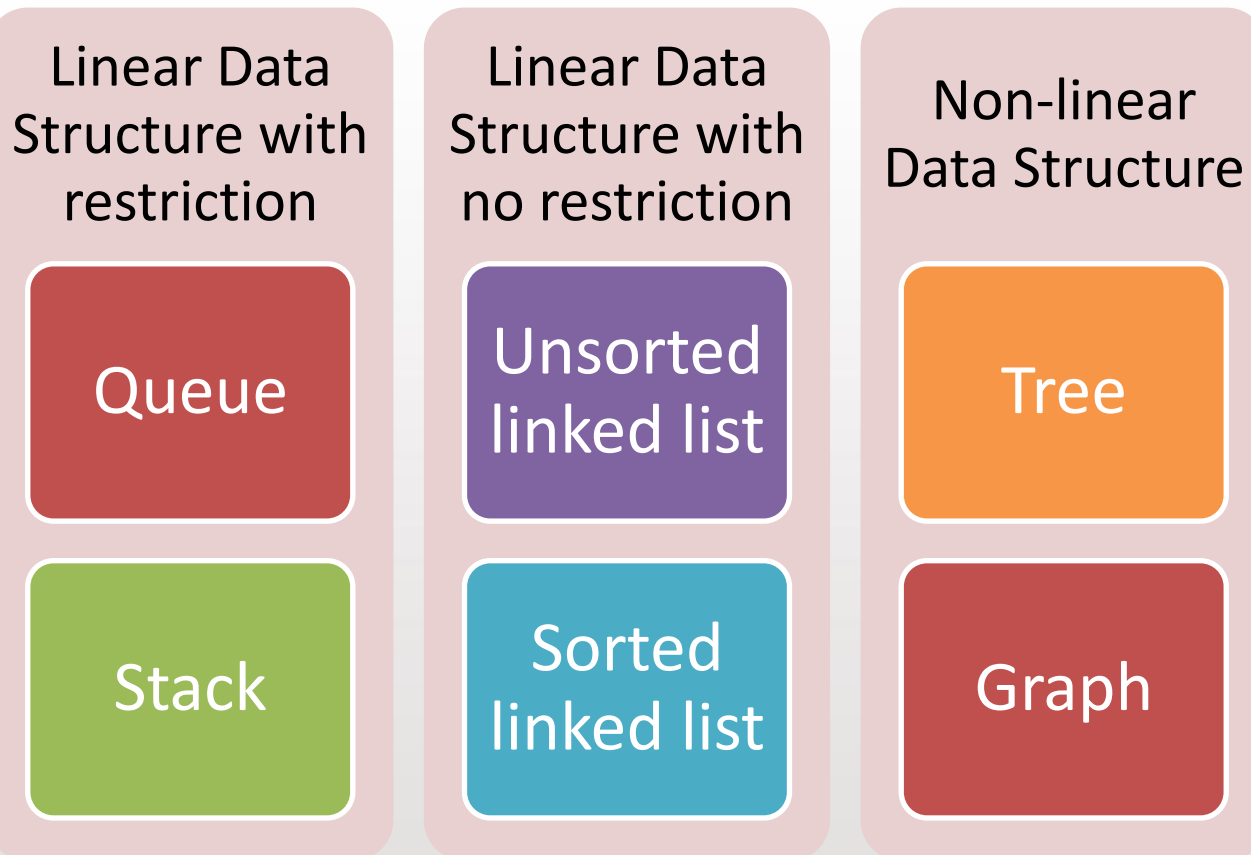 Linear Data
Structure with
restriction
Queue
Stack
Linear Data
Structure with
no restriction
Unsorted
linked list
Sorted
linked list
Non-linear
Data Structure
Tree
Graph